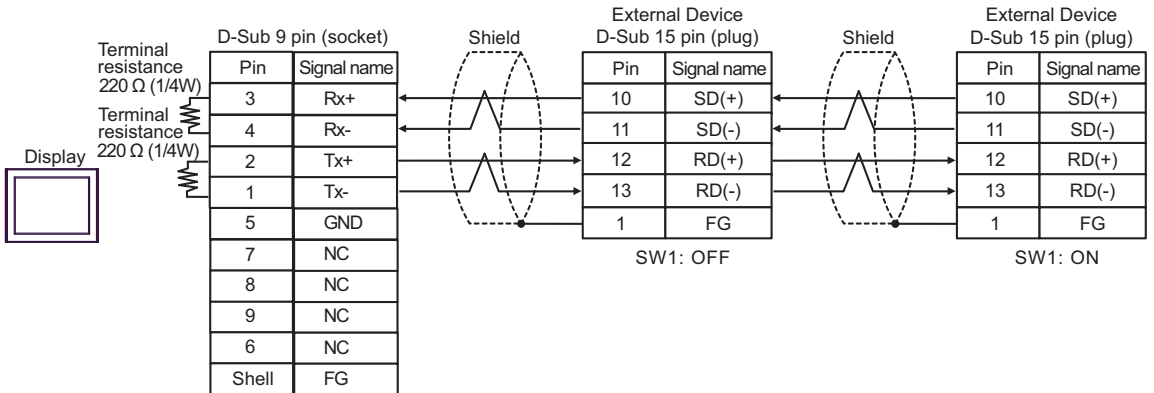 Terminal
resistance
220 Ω (1/4W)
Terminal
resistance
220 Ω (1/4W)
Display
D-Sub 9 pin (socket)
Pin Signal name
3 Rx+
4 Rx-
2 Tx+
1 Tx-
5 GND
7 NC
8 NC
9 NC
6 NC
Shell FG
Shield
External Device
D-Sub 15 pin (plug)
Pin Signal name
10 SD(+)
11 SD(-)
12 RD(+)
13 RD(-)
1 FG
SW1: OFF
Shield
External Device
D-Sub 15 pin (plug)
Pin Signal name
10 SD(+)
11 SD(-)
12 RD(+)
13 RD(-)
1 FG
SW1: ON